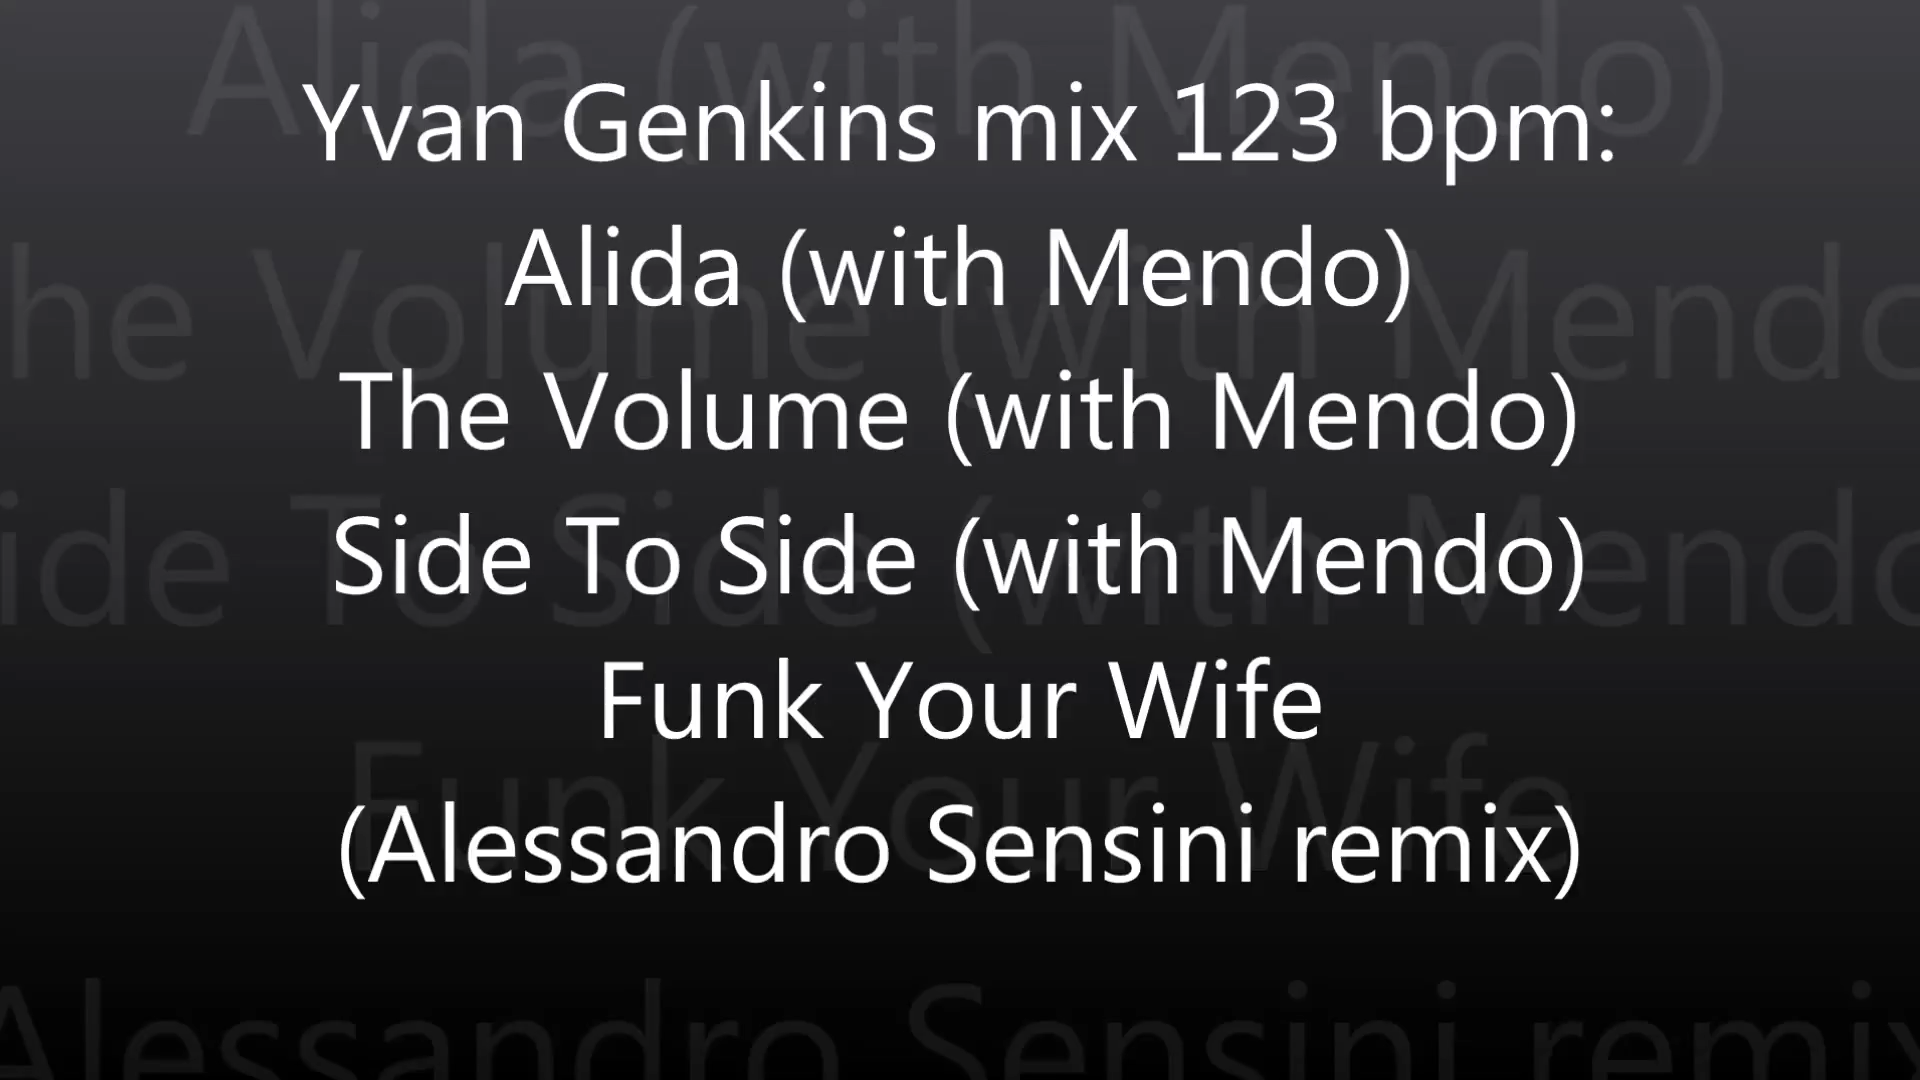 Yvan Genkins mix 123 bpm:
Alida (with Mendo)
The Volume (with Mendo)
Side To Side (with Mendo)
Funk Your Wife
(Alessandro Sensini remix)